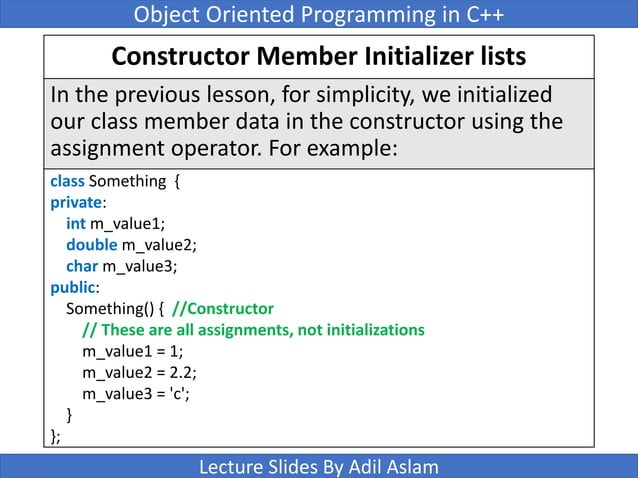 Object Oriented Programming in C++
Constructor Member Initializer lists
In the previous lesson, for simplicity, we initialized
our class member data in the constructor using the
assignment operator. For example:
class Something {
private:
int m_value1;
double m_value2;
char m_value3;
public:
Something() { //Constructor
// These are all assignments, not initializations
m_value1 = 1;
m_value2 = 2.2;
m_value3 = 'c';
}
};
Lecture Slides By Adil Aslam